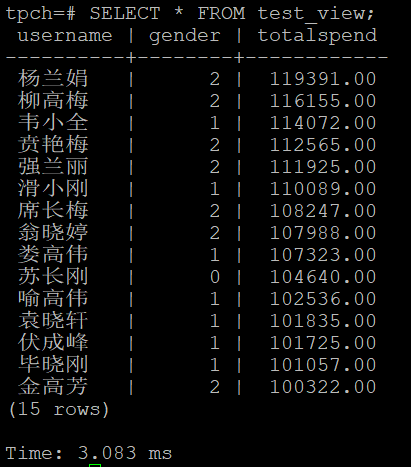 tpch=# SELECT * FROM test_view;
username | gender | totalspend
----------+--------+------------
杨兰娟 | 2 | 119391.00
柳高梅 | 2 | 116155.00
韦小全 | 1 | 114072.00
贲艳梅 | 2 | 112565.00
强兰丽 | 2 | 111925.00
滑小刚 | 1 | 110089.00
席长梅 | 2 | 108247.00
翁晓婷 | 2 | 107988.00
娄高伟 | 1 | 107323.00
苏长刚 | 0 | 104640.00
喻高伟 | 1 | 102536.00
袁晓轩 | 1 | 101835.00
伏成峰 | 1 | 101725.00
毕晓刚 | 1 | 101057.00
金高芳 | 2 | 100322.00
(15 rows)
Time: 3.083 ms